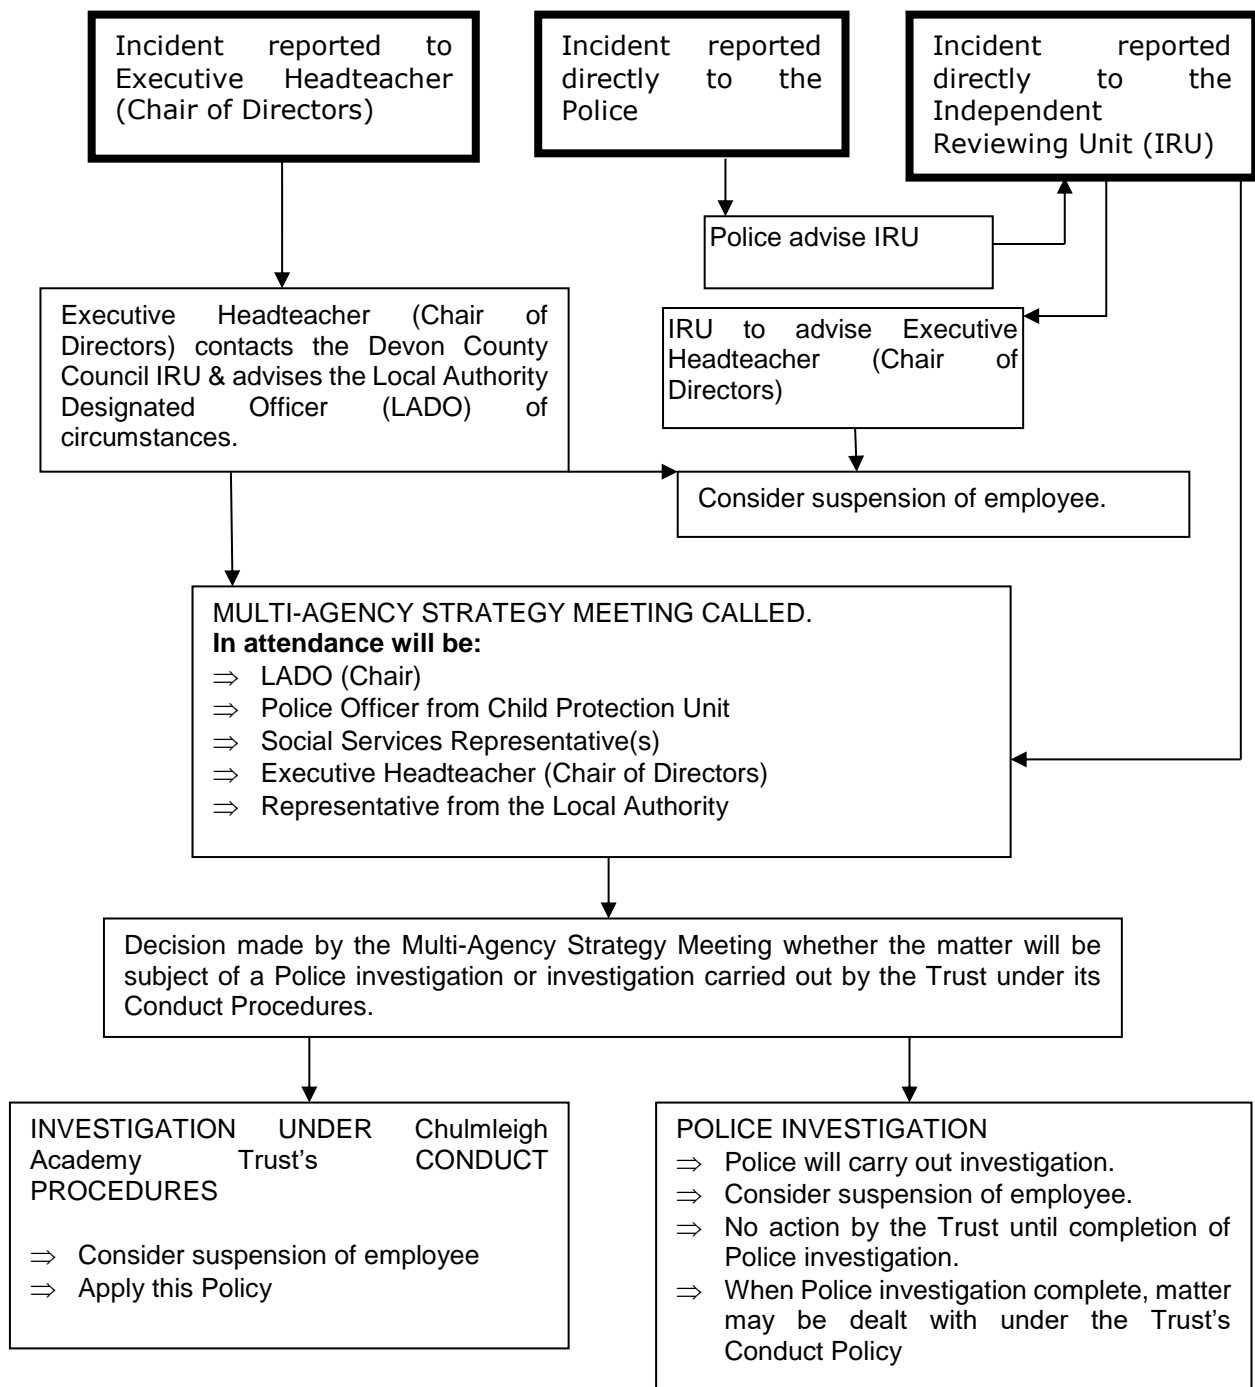 Incident reported to
Executive Headteacher
(Chair of Directors)
Incident reported
directly to the
Police
Incident reported
directly to the
Independent
Reviewing Unit (IRU)
Police advise IRU
Executive Headteacher (Chair of
Directors) contacts the Devon County
Council IRU & advises the Local Authority
Designated Officer (LADO) of
circumstances.
IRU to advise Executive
Headteacher (Chair of
Directors)
Consider suspension of employee.
MULTI-AGENCY STRATEGY MEETING CALLED.
In attendance will be:
⇒ LADO (Chair)
⇒ Police Officer from Child Protection Unit
⇒ Social Services Representative(s)
⇒ Executive Headteacher (Chair of Directors)
⇒ Representative from the Local Authority
Decision made by the Multi-Agency Strategy Meeting whether the matter will be
subject of a Police investigation or investigation carried out by the Trust under its
Conduct Procedures.
INVESTIGATION UNDER Chulmleigh
Academy Trust’s CONDUCT
PROCEDURES
⇒ Consider suspension of employee
⇒ Apply this Policy
POLICE INVESTIGATION
⇒ Police will carry out investigation.
⇒ Consider suspension of employee.
⇒ No action by the Trust until completion of
Police investigation.
⇒ When Police investigation complete, matter
may be dealt with under the Trust’s
Conduct Policy